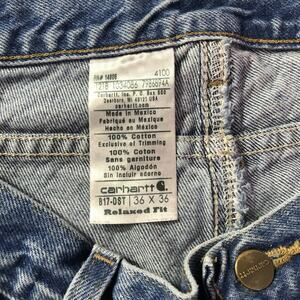 RN# 14806
4100
Carhartt, Inc. P. O. Box 600
Dearborn, MI 48121 USA
Made in Mexico
Fabriqué au Mexique
Hecho en México
100% Cotton
Exclusive of Trimming
100% Coton
Sans garniture
100% Algodón
Sin incluir adorno
carhartt
B17-DST 36 X 36
Relaxed Fit
carhartt